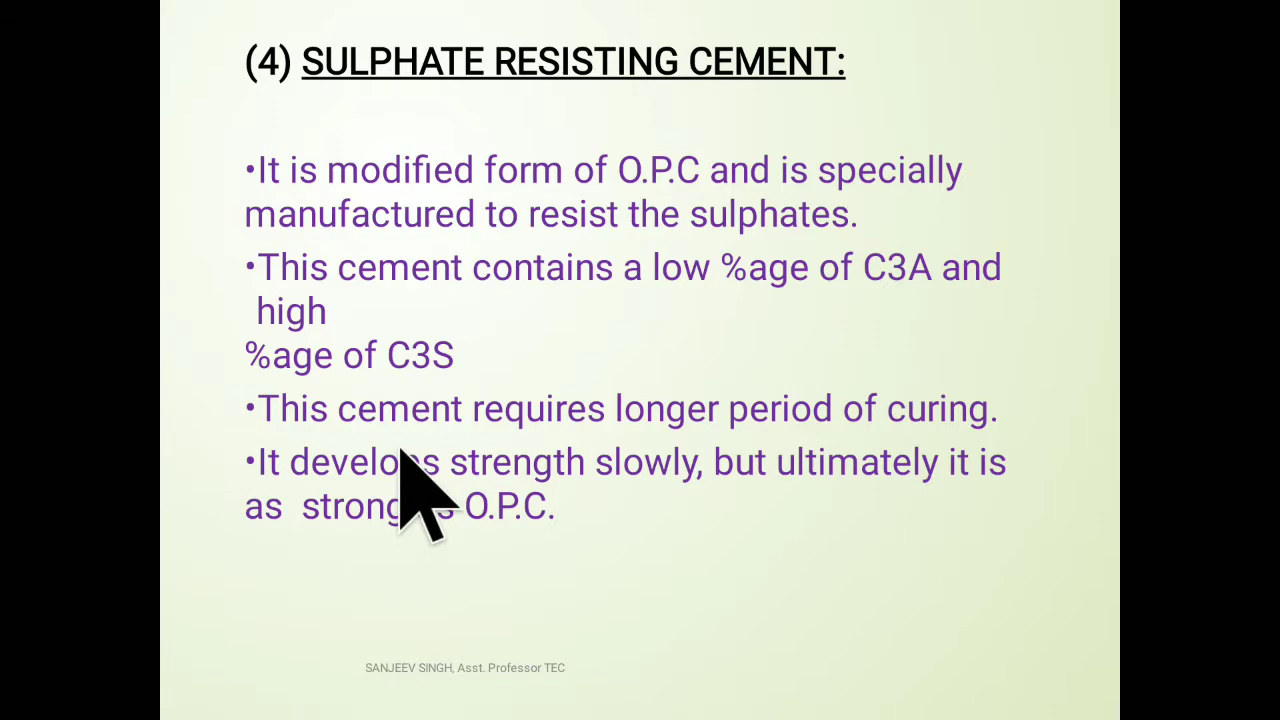 (4) SULPHATE RESISTING CEMENT:
•It is modified form of O.P.C and is specially
manufactured to resist the sulphates.
•This cement contains a low %age of C3A and
high
%age of C3S
•This cement requires longer period of curing.
•It develops strength slowly, but ultimately it is
as strong as O.P.C.
SANJEEV SINGH, Asst. Professor TEC